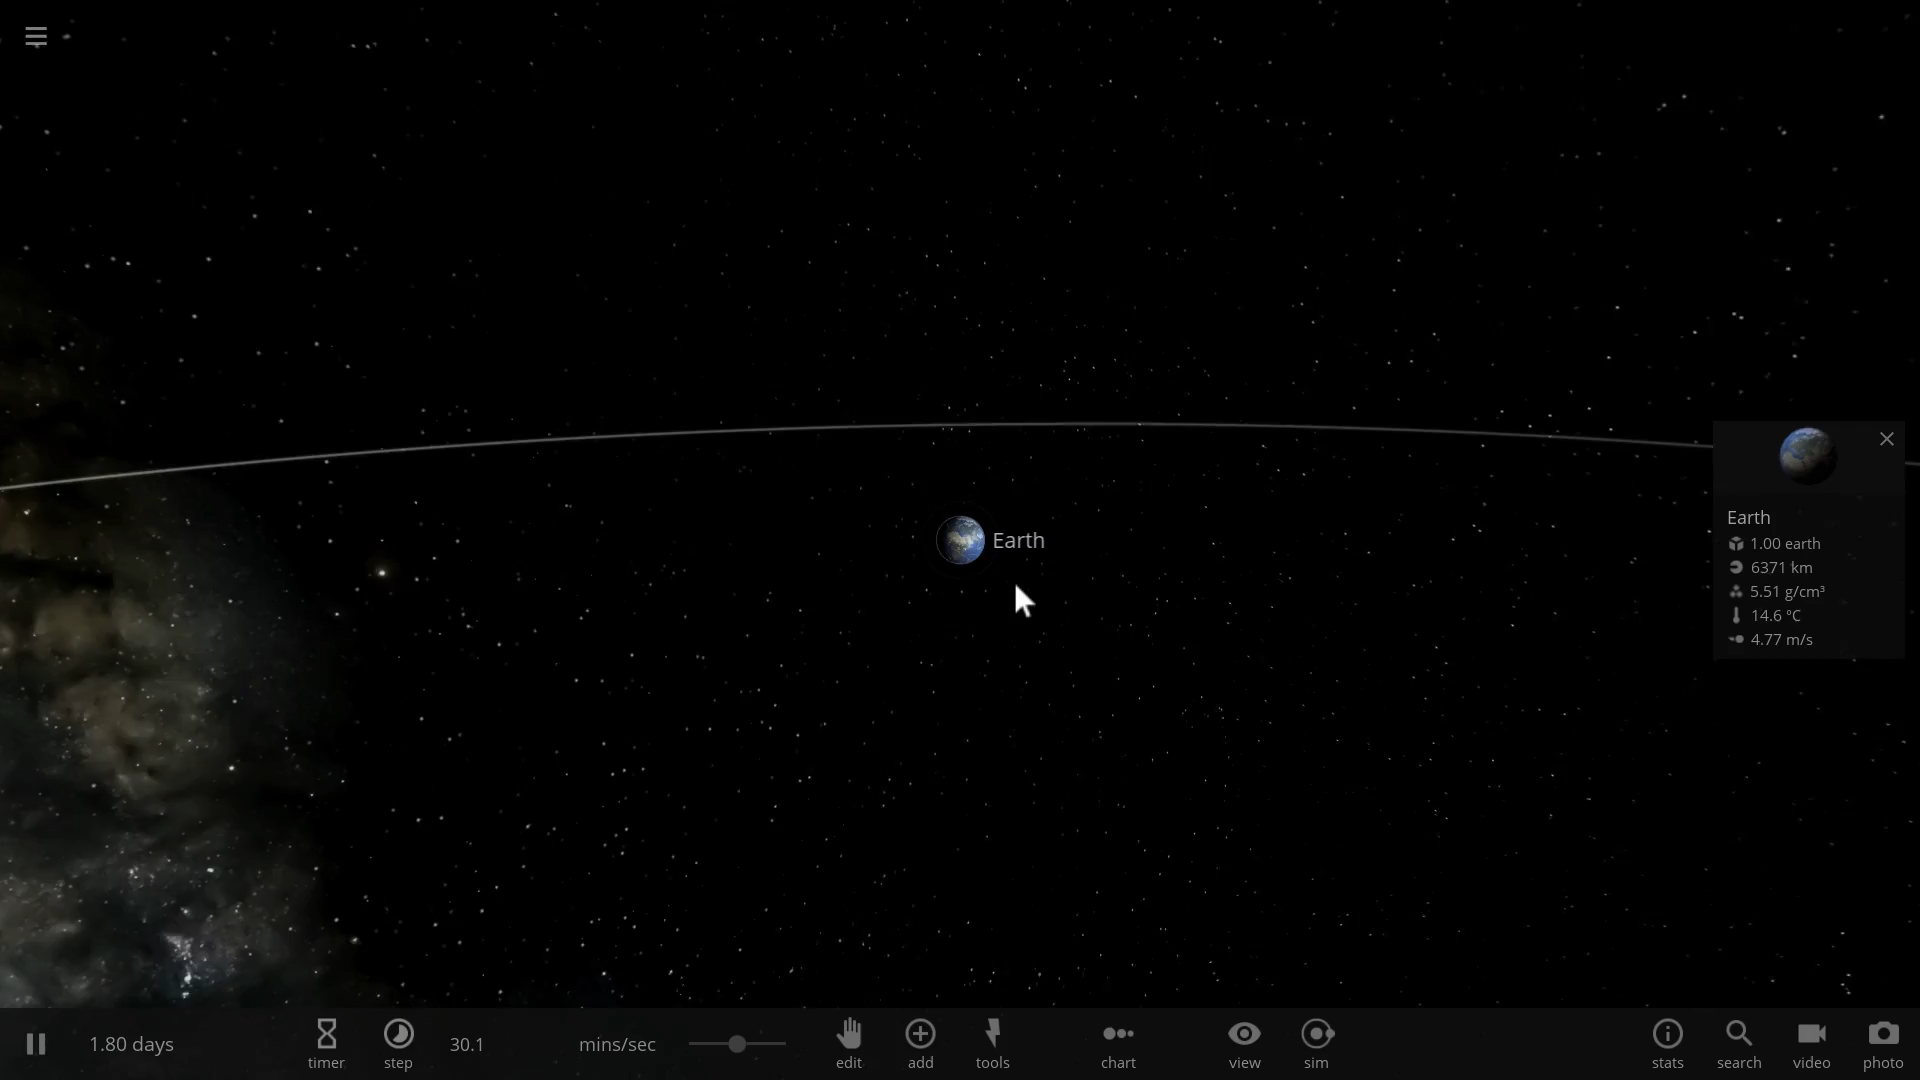 Earth
Earth
1.00 earth
6371 km
5.51 g/cm³
14.6 °C
4.77 m/s
1.80 days
timer
step
30.1
mins/sec
edit
add
tools
chart
view
sim
stats
search
video
photo